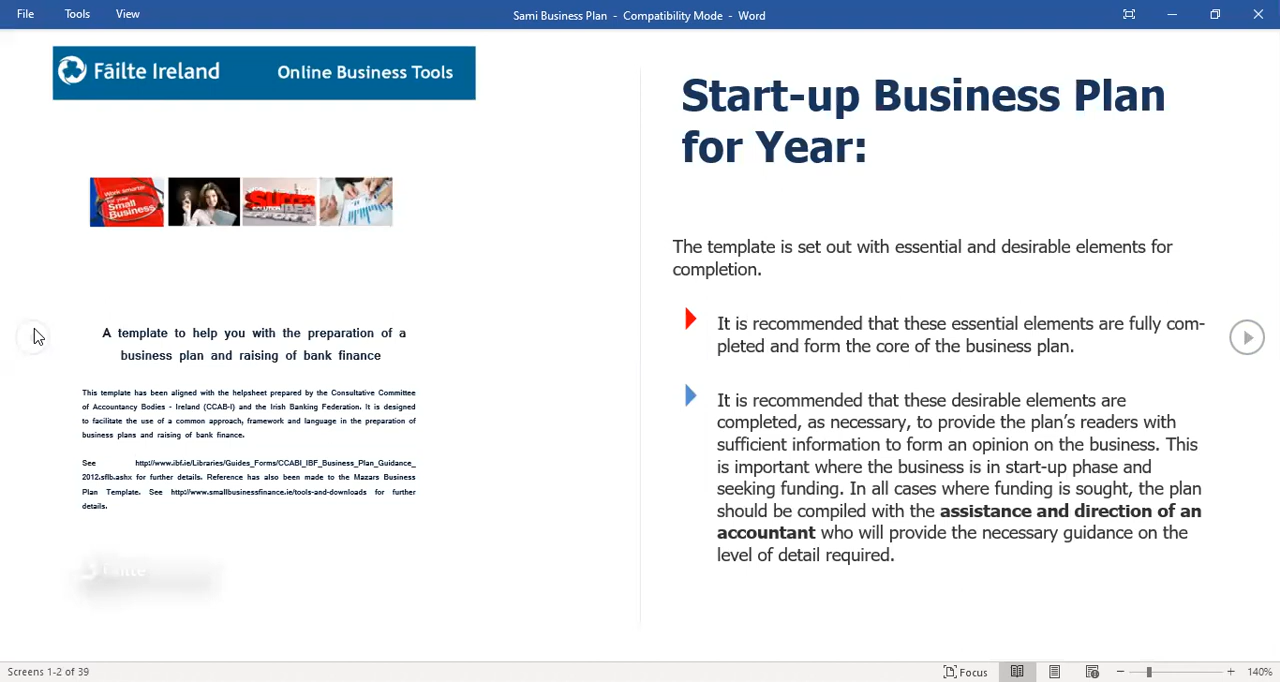 File Tools View
Sami Business Plan - Compatibility Mode - Word
Fāilte Ireland Online Business Tools
Work smarter
Small
Business
SUCCESS
EFFORT
A template to help you with the preparation of a
business plan and raising of bank finance
This template has been aligned with the helpsheet prepared by the Consultative Committee
of Accountancy Bodies - Ireland (CCAB-I) and the Irish Banking Federation. It is designed
to facilitate the use of a common approach, framework and language in the preparation of
business plans and raising of bank finance.
See http://www.ibf.ie/Libraries/Guides_Forms/CCABI_IBF_Business_Plan_Guidance_
2012.sflb.ashx for further details. Reference has also been made to the Mazars Business
Plan Template. See http://www.smallbusinessfinance.ie/tools-and-downloads for further
details.
Fāilte
Start-up Business Plan
for Year:
The template is set out with essential and desirable elements for
completion.
It is recommended that these essential elements are fully com-
pleted and form the core of the business plan.
It is recommended that these desirable elements are
completed, as necessary, to provide the plan’s readers with
sufficient information to form an opinion on the business. This
is important where the business is in start-up phase and
seeking funding. In all cases where funding is sought, the plan
should be compiled with the assistance and direction of an
accountant who will provide the necessary guidance on the
level of detail required.
Screens 1-2 of 39
Focus
140%